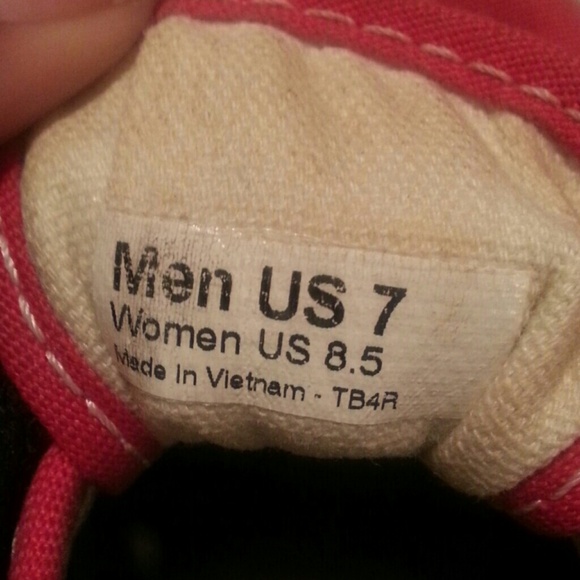 Men US 7
Women US 8.5
Made in Vietnam - TB4R